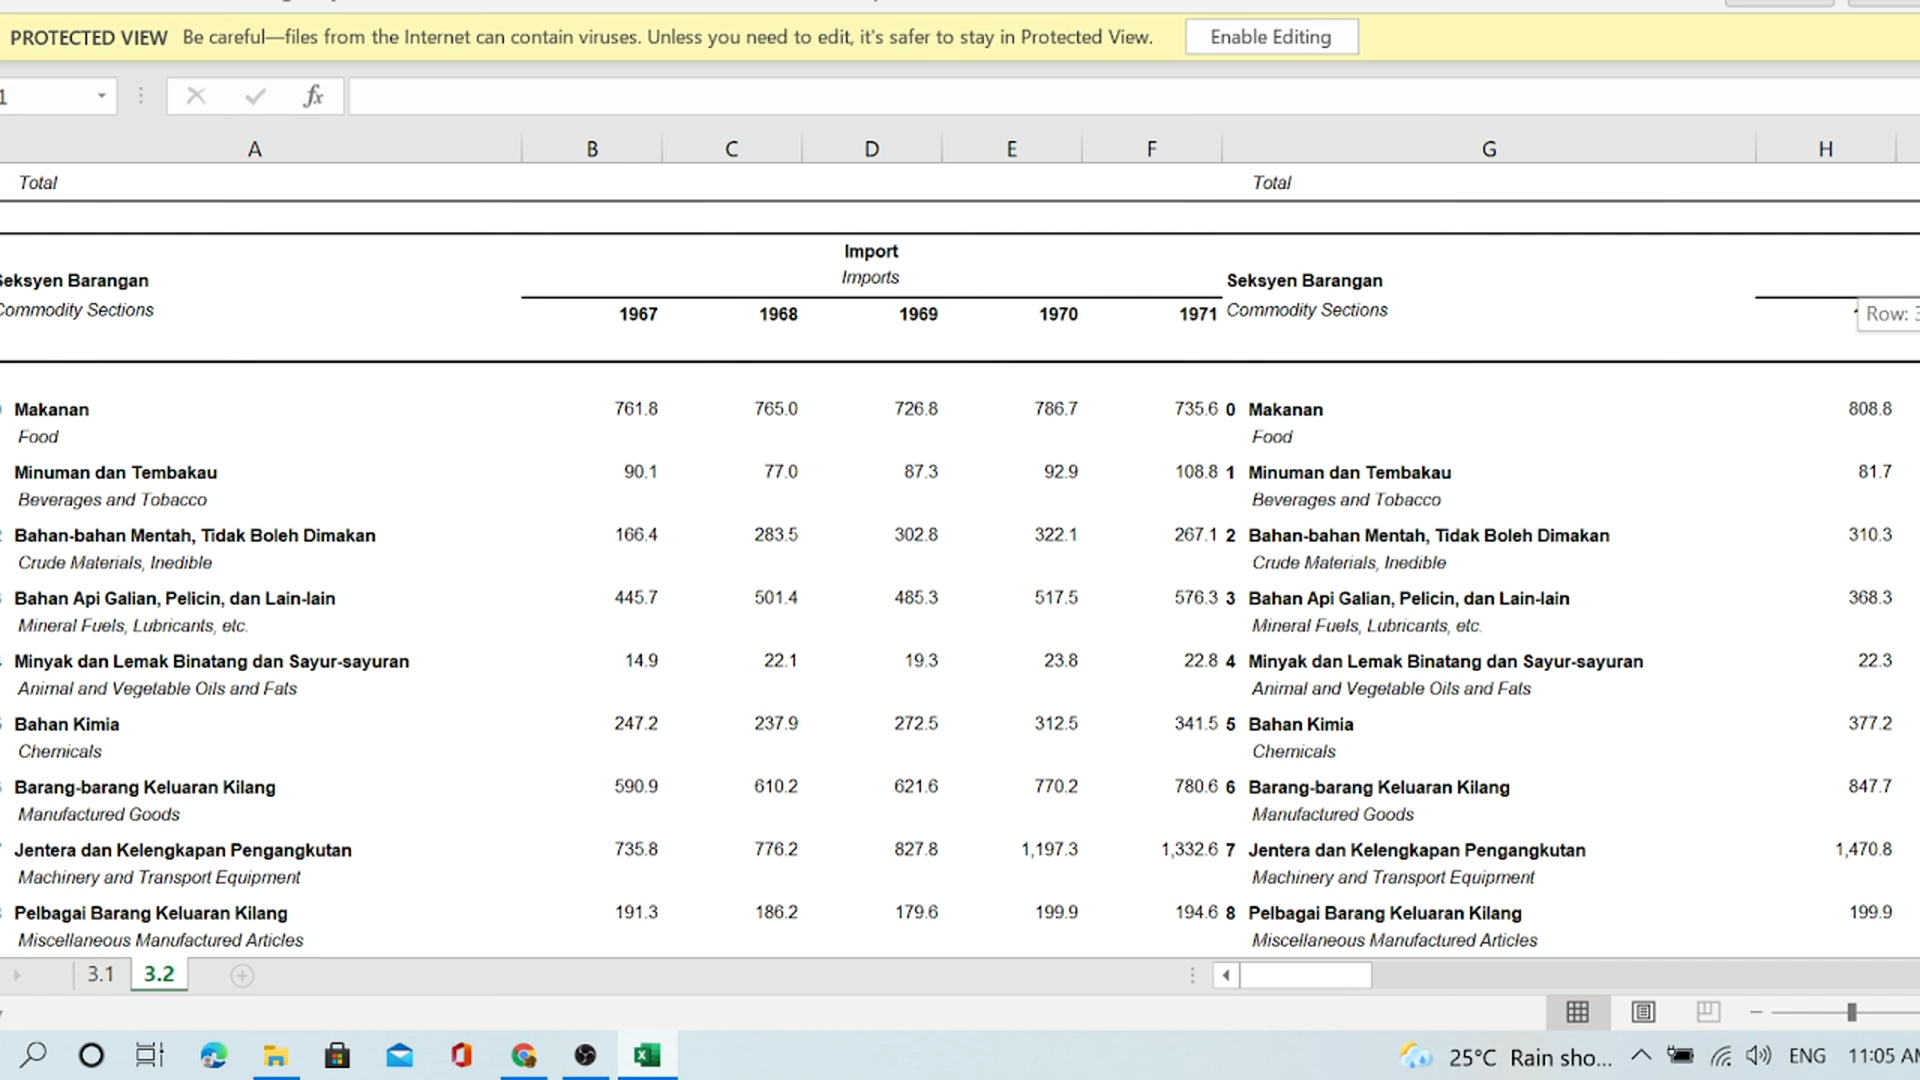 PROTECTED VIEW Be careful—files from the Internet can contain viruses. Unless you need to edit, it's safer to stay in Protected View. Enable Editing
1 fx
A B C D E F G H
Total Total
Import
Imports
Seksyen Barangan Seksyen Barangan
Commodity Sections Commodity Sections
1967 1968 1969 1970 1971 Row: 3
Makanan 761.8 765.0 726.8 786.7 735.6 0 Makanan 808.8
Food Food
Minuman dan Tembakau 90.1 77.0 87.3 92.9 108.8 1 Minuman dan Tembakau 81.7
Beverages and Tobacco Beverages and Tobacco
Bahan-bahan Mentah, Tidak Boleh Dimakan 166.4 283.5 302.8 322.1 267.1 2 Bahan-bahan Mentah, Tidak Boleh Dimakan 310.3
Crude Materials, Inedible Crude Materials, Inedible
Bahan Api Galian, Pelicin, dan Lain-lain 445.7 501.4 485.3 517.5 576.3 3 Bahan Api Galian, Pelicin, dan Lain-lain 368.3
Mineral Fuels, Lubricants, etc. Mineral Fuels, Lubricants, etc.
Minyak dan Lemak Binatang dan Sayur-sayuran 14.9 22.1 19.3 23.8 22.8 4 Minyak dan Lemak Binatang dan Sayur-sayuran 22.3
Animal and Vegetable Oils and Fats Animal and Vegetable Oils and Fats
Bahan Kimia 247.2 237.9 272.5 312.5 341.5 5 Bahan Kimia 377.2
Chemicals Chemicals
Barang-barang Keluaran Kilang 590.9 610.2 621.6 770.2 780.6 6 Barang-barang Keluaran Kilang 847.7
Manufactured Goods Manufactured Goods
Jentera dan Kelengkapan Pengangkutan 735.8 776.2 827.8 1,197.3 1,332.6 7 Jentera dan Kelengkapan Pengangkutan 1,470.8
Machinery and Transport Equipment Machinery and Transport Equipment
Pelbagai Barang Keluaran Kilang 191.3 186.2 179.6 199.9 194.6 8 Pelbagai Barang Keluaran Kilang 199.9
Miscellaneous Manufactured Articles Miscellaneous Manufactured Articles
3.1 3.2
25°C Rain sho... ENG 11:05 AM